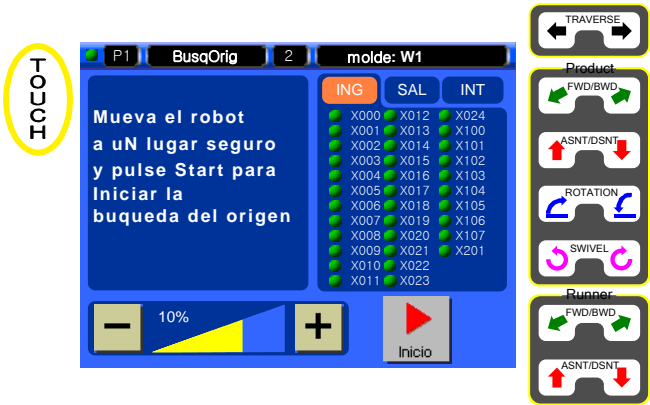 TOUCH
P1 BusqOrig 2 molde: W1
Mueva el robot
a uN lugar seguro
y pulse Start para
Iniciar la
buqueda del origen
ING SAL INT
X000 X012 X024
X001 X013 X100
X002 X014 X101
X003 X015 X102
X004 X016 X103
X005 X017 X104
X006 X018 X105
X007 X019 X106
X008 X020 X107
X009 X021 X201
X010 X022
X011 X023
10%
Inicio
TRAVERSE
Product
FWD/BWD
ASNT/DSNT
ROTATION
SWIVEL
Runner
FWD/BWD
ASNT/DSNT